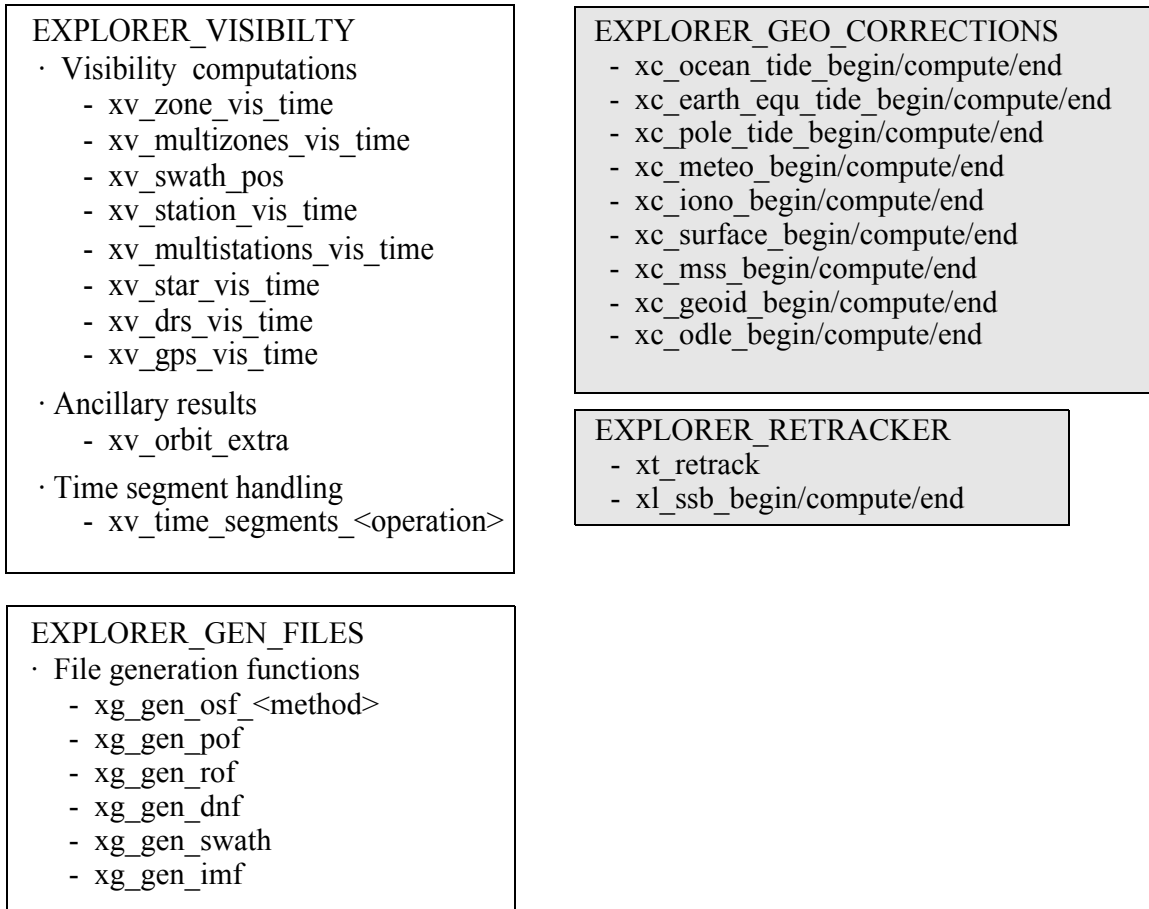 EXPLORER_VISIBILTY
· Visibility computations
- xv_zone_vis_time
- xv_multizones_vis_time
- xv_swath_pos
- xv_station_vis_time
- xv_multistations_vis_time
- xv_star_vis_time
- xv_drs_vis_time
- xv_gps_vis_time
· Ancillary results
- xv_orbit_extra
· Time segment handling
- xv_time_segments_<operation>
EXPLORER_GEO_CORRECTIONS
- xc_ocean_tide_begin/compute/end
- xc_earth_equ_tide_begin/compute/end
- xc_pole_tide_begin/compute/end
- xc_meteo_begin/compute/end
- xc_iono_begin/compute/end
- xc_surface_begin/compute/end
- xc_mss_begin/compute/end
- xc_geoid_begin/compute/end
- xc_odle_begin/compute/end
EXPLORER_RETRACKER
- xt_retrack
- xl_ssb_begin/compute/end
EXPLORER_GEN_FILES
· File generation functions
- xg_gen_osf_<method>
- xg_gen_pof
- xg_gen_rof
- xg_gen_dnf
- xg_gen_swath
- xg_gen_imf